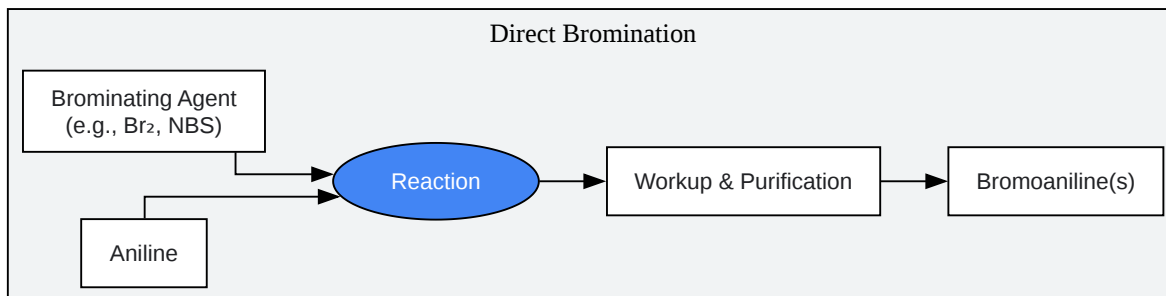 Direct Bromination
Brominating Agent
(e.g., Br₂, NBS)
Reaction
Workup & Purification
Bromoaniline(s)
Aniline